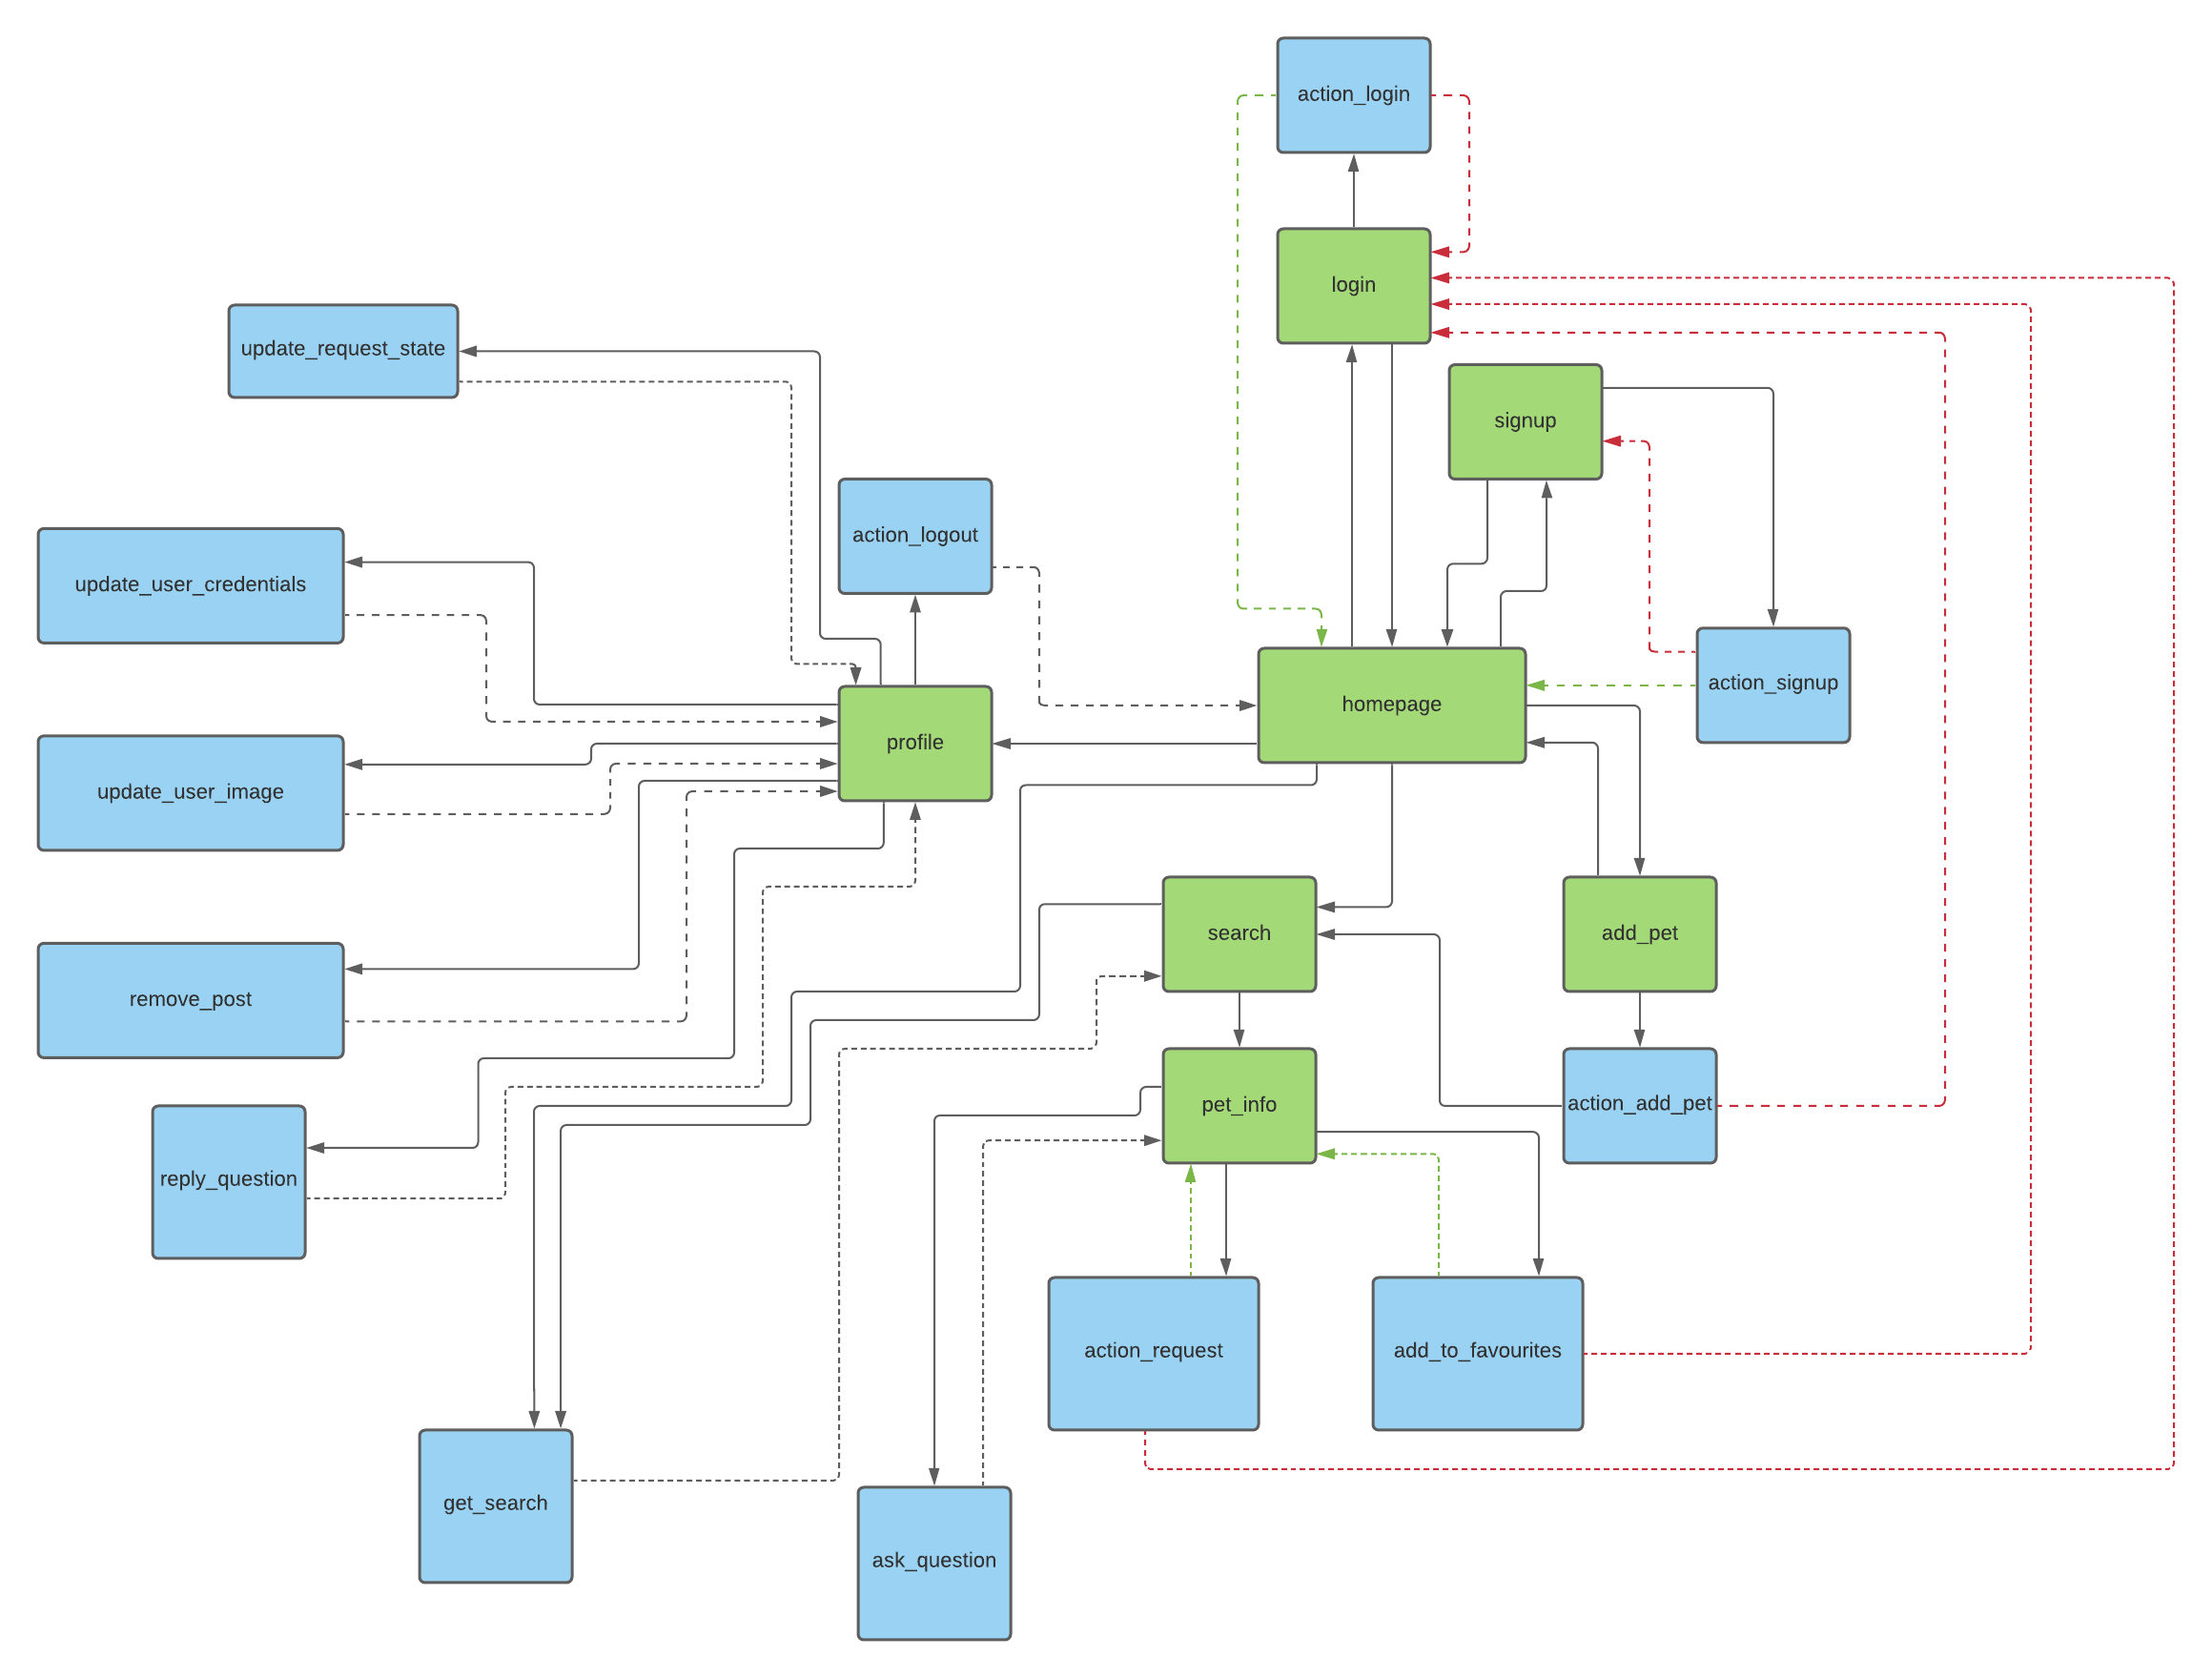 action_login
login
update_request_state
signup
action_logout
update_user_credentials
action_signup
homepage
profile
update_user_image
search
add_pet
remove_post
pet_info
action_add_pet
reply_question
action_request
add_to_favourites
get_search
ask_question